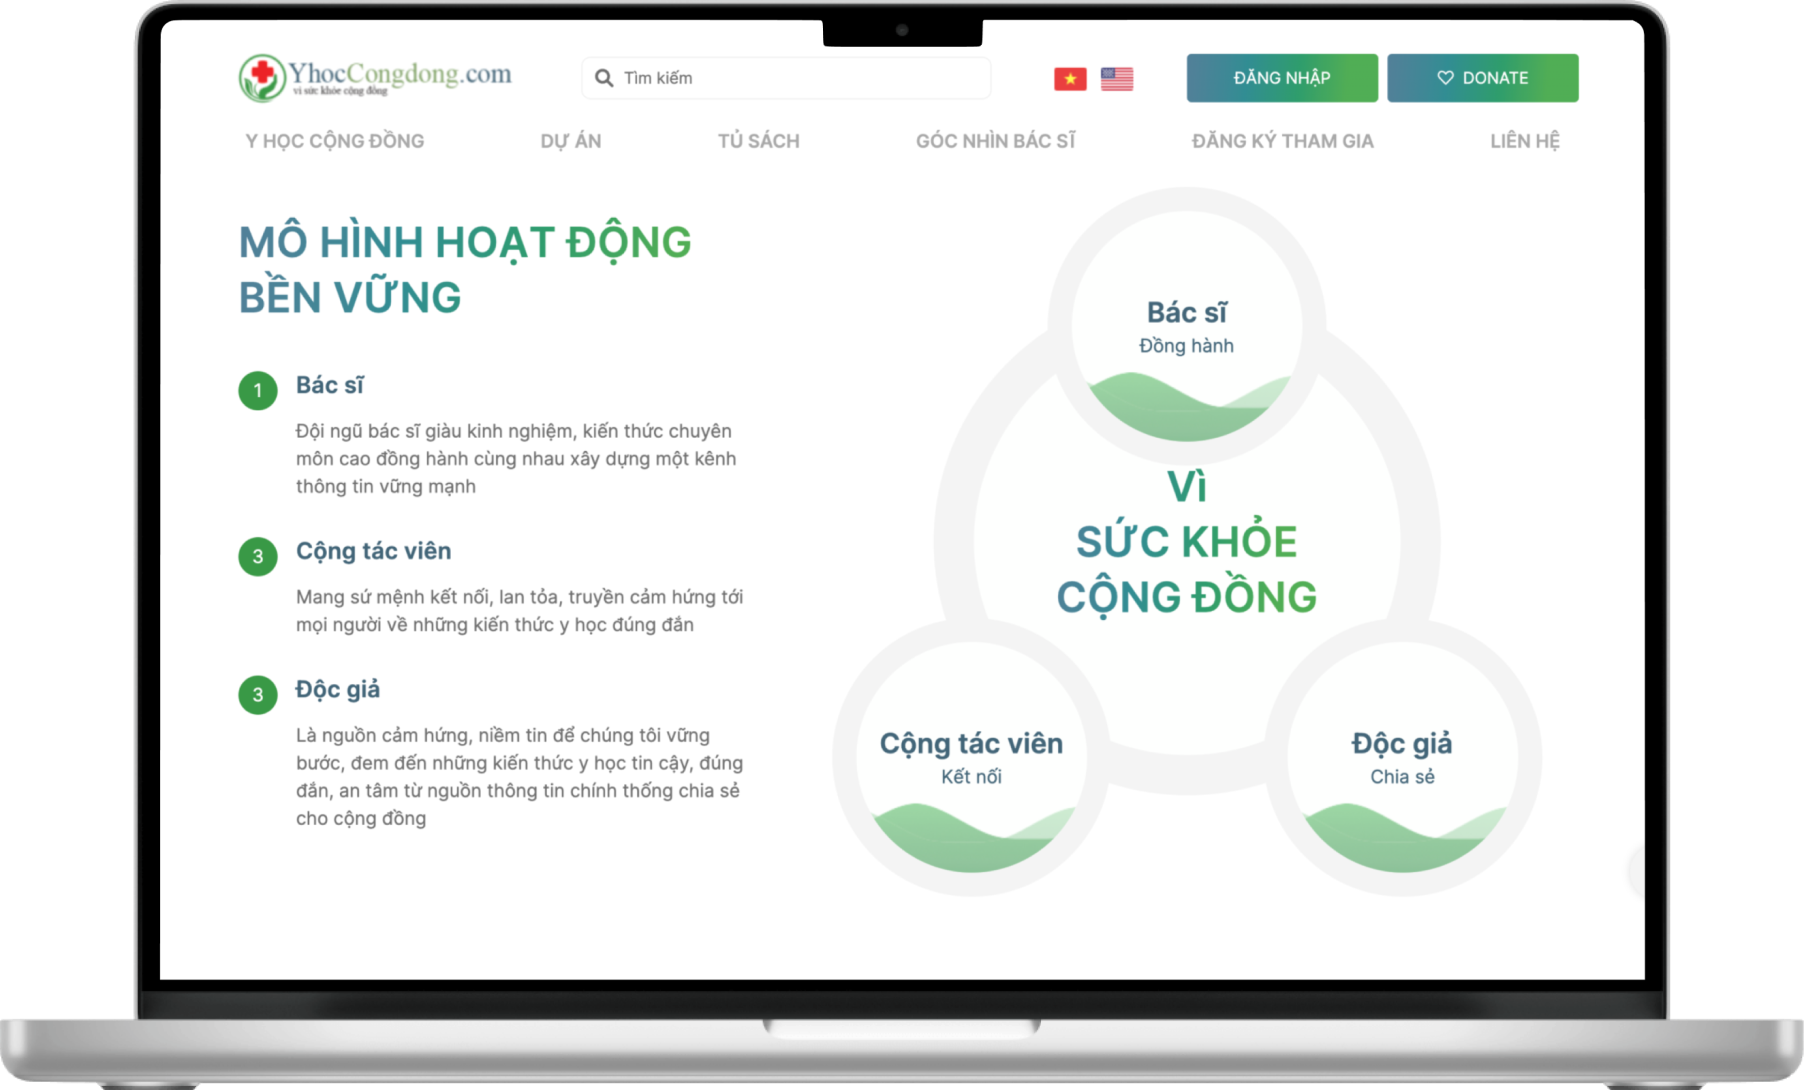 YhocCongdong.com
vì sức khỏe cộng đồng
Tìm kiếm
ĐĂNG NHẬP
DONATE
Y HỌC CỘNG ĐỒNG
DỰ ÁN
TỦ SÁCH
GÓC NHÌN BÁC SĨ
ĐĂNG KÝ THAM GIA
LIÊN HỆ
MÔ HÌNH HOẠT ĐỘNG
BỀN VỮNG
1
Bác sĩ
Đội ngũ bác sĩ giàu kinh nghiệm, kiến thức chuyên
môn cao đồng hành cùng nhau xây dựng một kênh
thông tin vững mạnh
3
Cộng tác viên
Mang sứ mệnh kết nối, lan tỏa, truyền cảm hứng tới
mọi người về những kiến thức y học đúng đắn
3
Độc giả
Là nguồn cảm hứng, niềm tin để chúng tôi vững
bước, đem đến những kiến thức y học tin cậy, đúng
đắn, an tâm từ nguồn thông tin chính thống chia sẻ
cho cộng đồng
Bác sĩ
Đồng hành
Vì
SỨC KHỎE
CỘNG ĐỒNG
Cộng tác viên
Kết nối
Độc giả
Chia sẻ